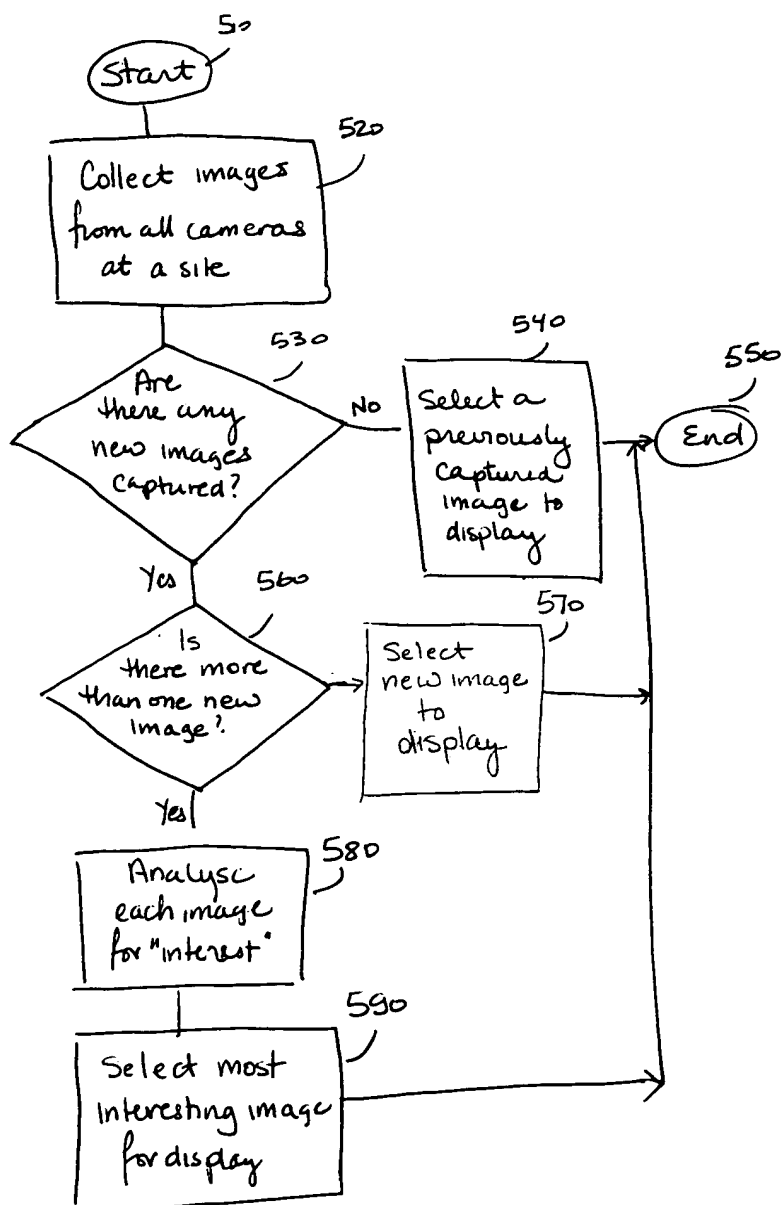 510
Start
520
Collect images
from all cameras
at a site
530
Are
there any
new images
captured?
No
540
Select a
previously
captured
image to
display
550
End
Yes
560
Is
there more
than one new
image?
570
Select
new image
to
display
Yes
580
Analyse
each image
for "interest"
590
Select most
interesting image
for display